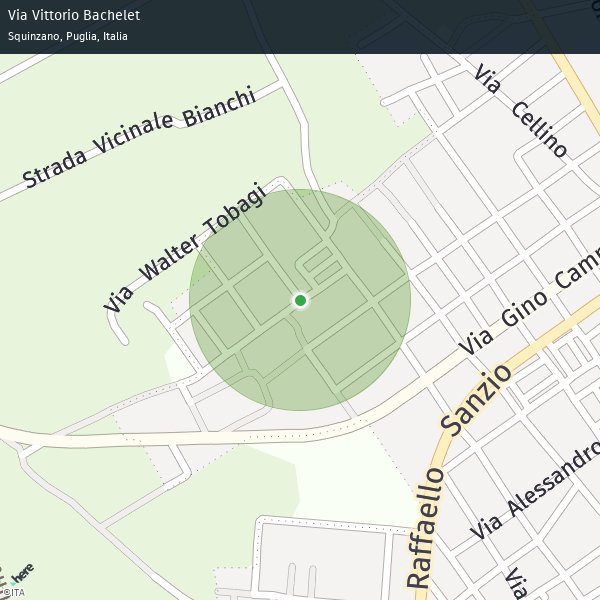 Via Vittorio Bachelet
Squinzano, Puglia, Italia
Via Cellino
Strada Vicinale Bianchi
Via Walter Tobagi
Via Gino
Sanzio
Raffaello
Via Alessandro
Via
here
©ITA